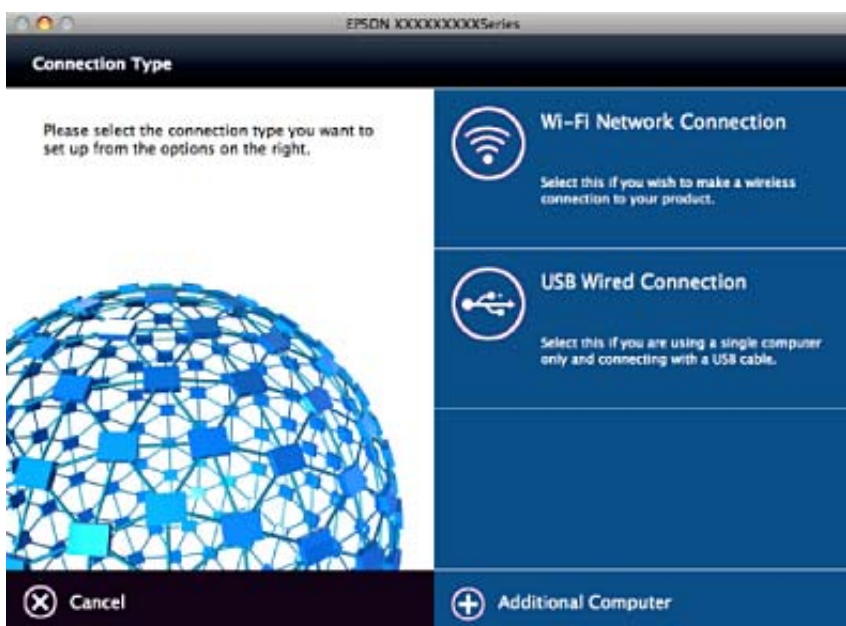 EPSON XXXXXXXXXSeries
Connection Type
Please select the connection type you want to
set up from the options on the right.
Wi-Fi Network Connection
Select this if you wish to make a wireless
connection to your product.
USB Wired Connection
Select this if you are using a single computer
only and connecting with a USB cable.
Cancel
Additional Computer